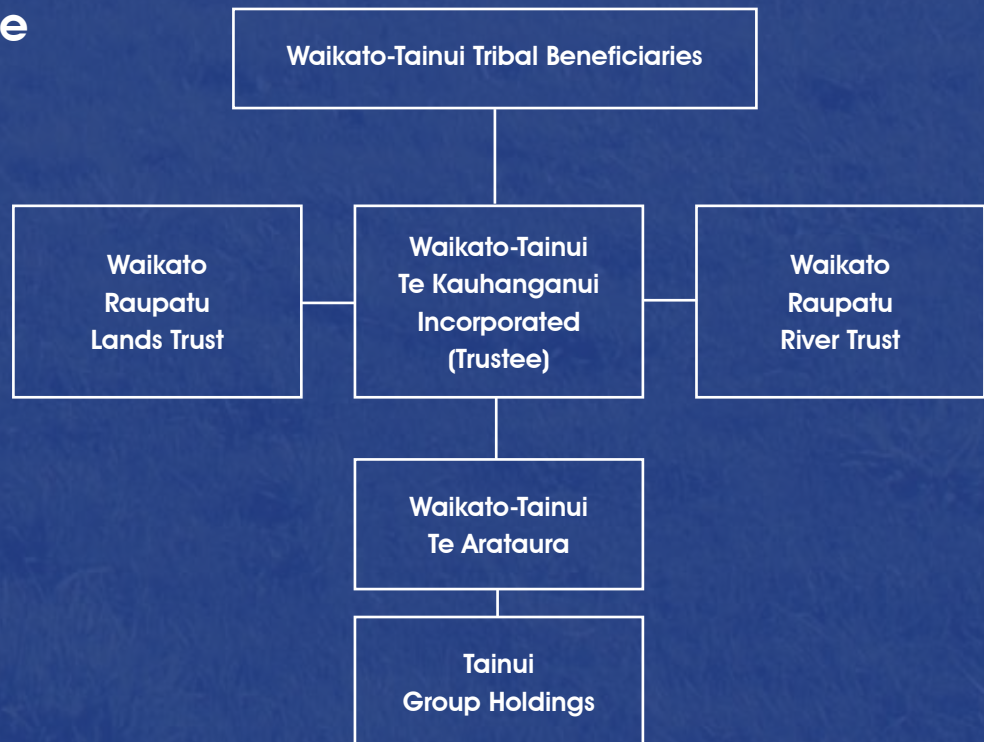 e
Waikato-Tainui Tribal Beneficiaries
Waikato
Raupatu
Lands Trust
Waikato-Tainui
Te Kauhanganui
Incorporated
(Trustee)
Waikato
Raupatu
River Trust
Waikato-Tainui
Te Arataura
Tainui
Group Holdings